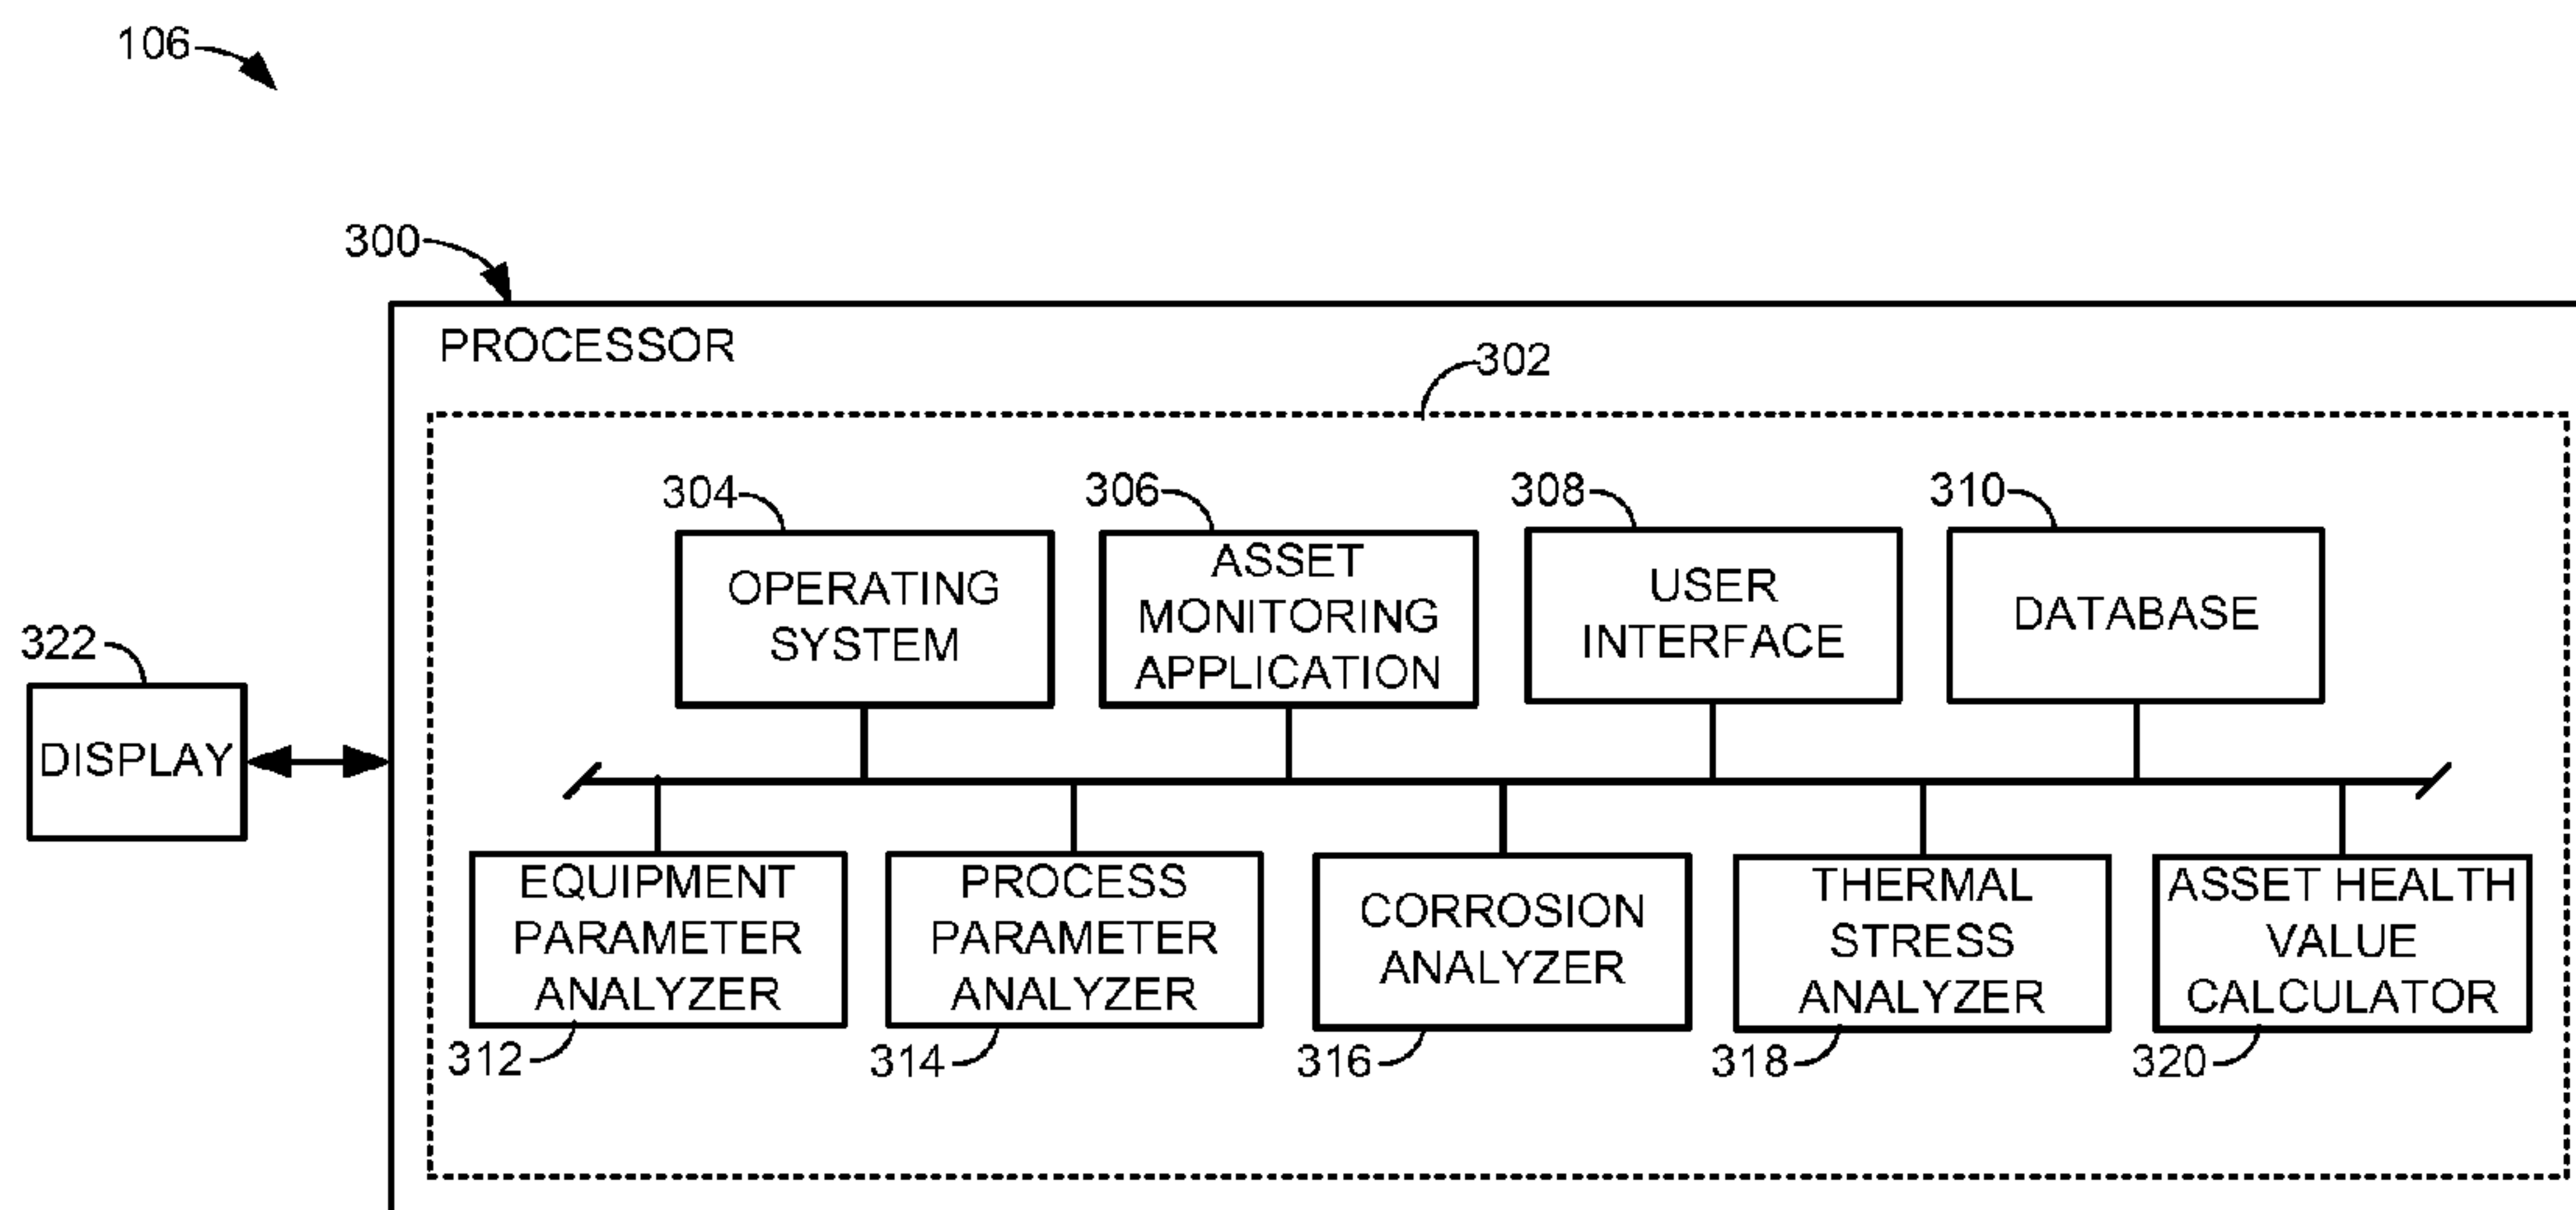 106
300
PROCESSOR
302
304
306
308
310
OPERATING
SYSTEM
ASSET
MONITORING
APPLICATION
USER
INTERFACE
DATABASE
322
DISPLAY
EQUIPMENT
PARAMETER
ANALYZER
PROCESS
PARAMETER
ANALYZER
CORROSION
ANALYZER
THERMAL
STRESS
ANALYZER
ASSET HEALTH
VALUE
CALCULATOR
312
314
316
318
320